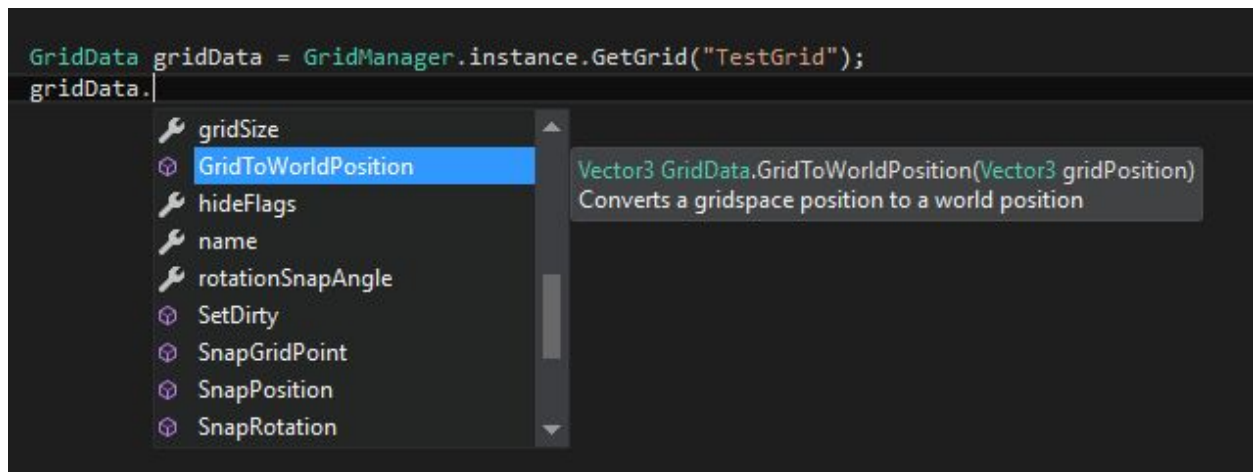 GridData gridData = GridManager.instance.GetGrid("TestGrid");
gridData.
gridSize
GridToWorldPosition
Vector3 GridData.GridToWorldPosition(Vector3 gridPosition)
Converts a gridspace position to a world position
hideFlags
name
rotationSnapAngle
SetDirty
SnapGridPoint
SnapPosition
SnapRotation